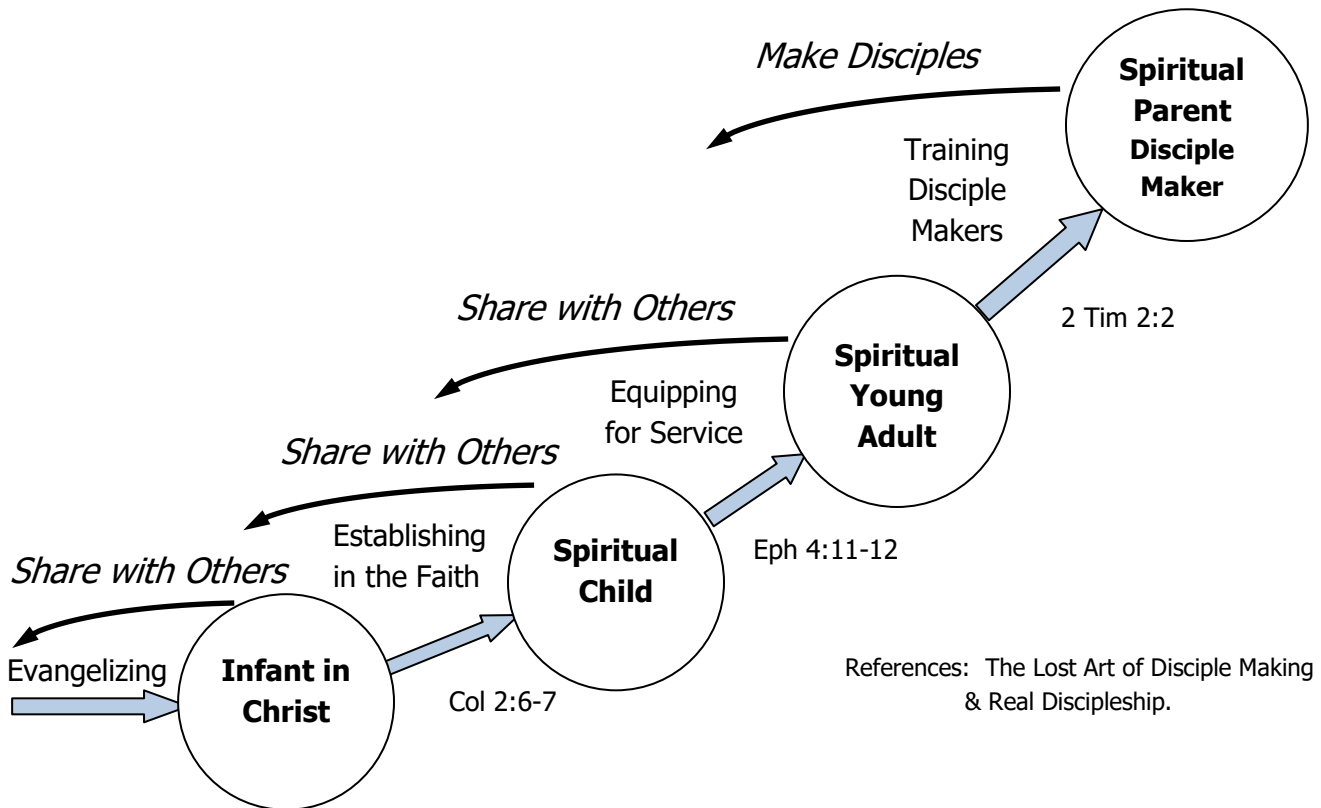 Make Disciples
Spiritual
Parent
Disciple
Maker
Training
Disciple
Makers
2 Tim 2:2
Share with Others
Spiritual
Young
Adult
Equipping
for Service
Eph 4:11-12
Share with Others
Spiritual
Child
Establishing
in the Faith
Col 2:6-7
Share with Others
Infant in
Christ
Evangelizing
References:  The Lost Art of Disciple Making
& Real Discipleship.